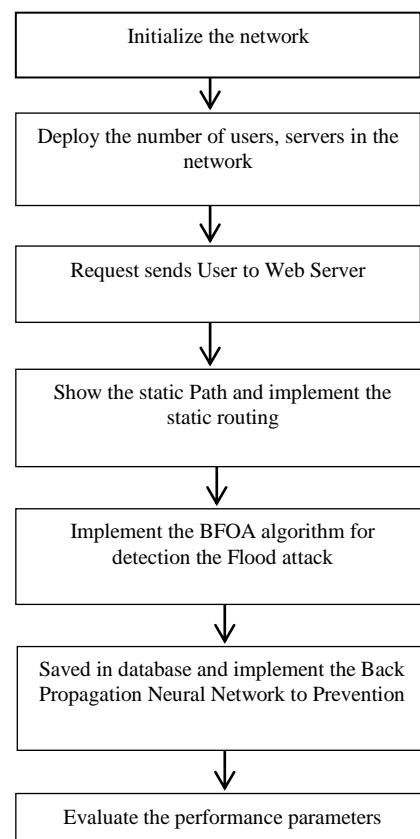 Initialize the network
Deploy the number of users, servers in the
network
Request sends User to Web Server
Show the static Path and implement the
static routing
Implement the BFOA algorithm for
detection the Flood attack
Saved in database and implement the Back
Propagation Neural Network to Prevention
Evaluate the performance parameters